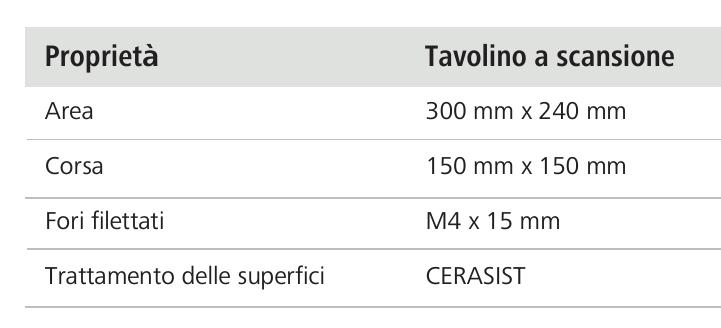 Proprietà Tavolino a scansione
Area 300 mm x 240 mm
Corsa 150 mm x 150 mm
Fori filettati M4 x 15 mm
Trattamento delle superfici CERASIST